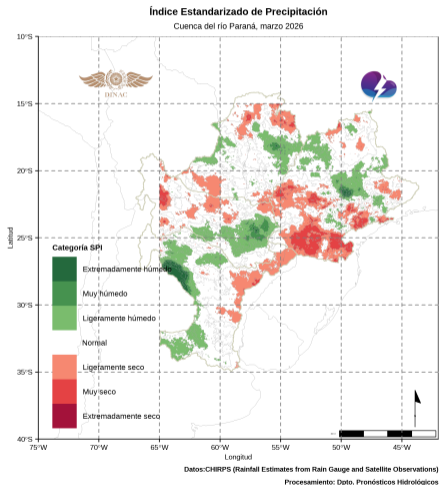 Índice Estandarizado de Precipitación
Cuenca del río Paraná, marzo 2026
10°S
15°S
20°S
25°S
30°S
35°S
40°S
Latitud
DINAC
Categoría SPI
Extremadamente húmedo
Muy húmedo
Ligeramente húmedo
Normal
Ligeramente seco
Muy seco
Extremadamente seco
75°W 70°W 65°W 60°W 55°W 50°W 45°W
Longitud
Datos:CHIRPS (Rainfall Estimates from Rain Gauge and Satellite Observations)
Procesamiento: Dpto. Pronósticos Hidrológicos